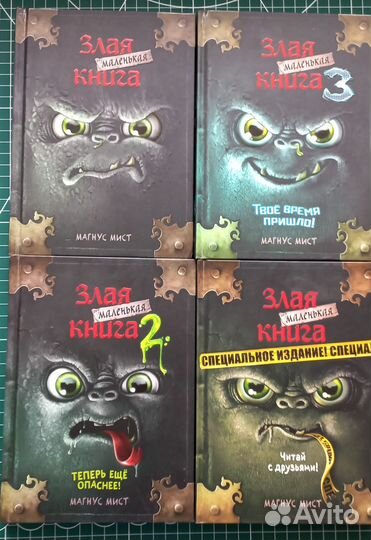 Злая
маленькая
книга
МАГНУС МИСТ
Злая
маленькая
книга 3
ТВОЁ ВРЕМЯ
ПРИШЛО!
МАГНУС МИСТ
Злая
маленькая
книга 2
ТЕПЕРЬ ЕЩЁ
ОПАСНЕЕ!
МАГНУС МИСТ
Злая
маленькая
книга
СПЕЦИАЛЬНОЕ ИЗДАНИЕ! СПЕЦИА
Читай
с друзьями!
МАГНУС МИСТ
Avito